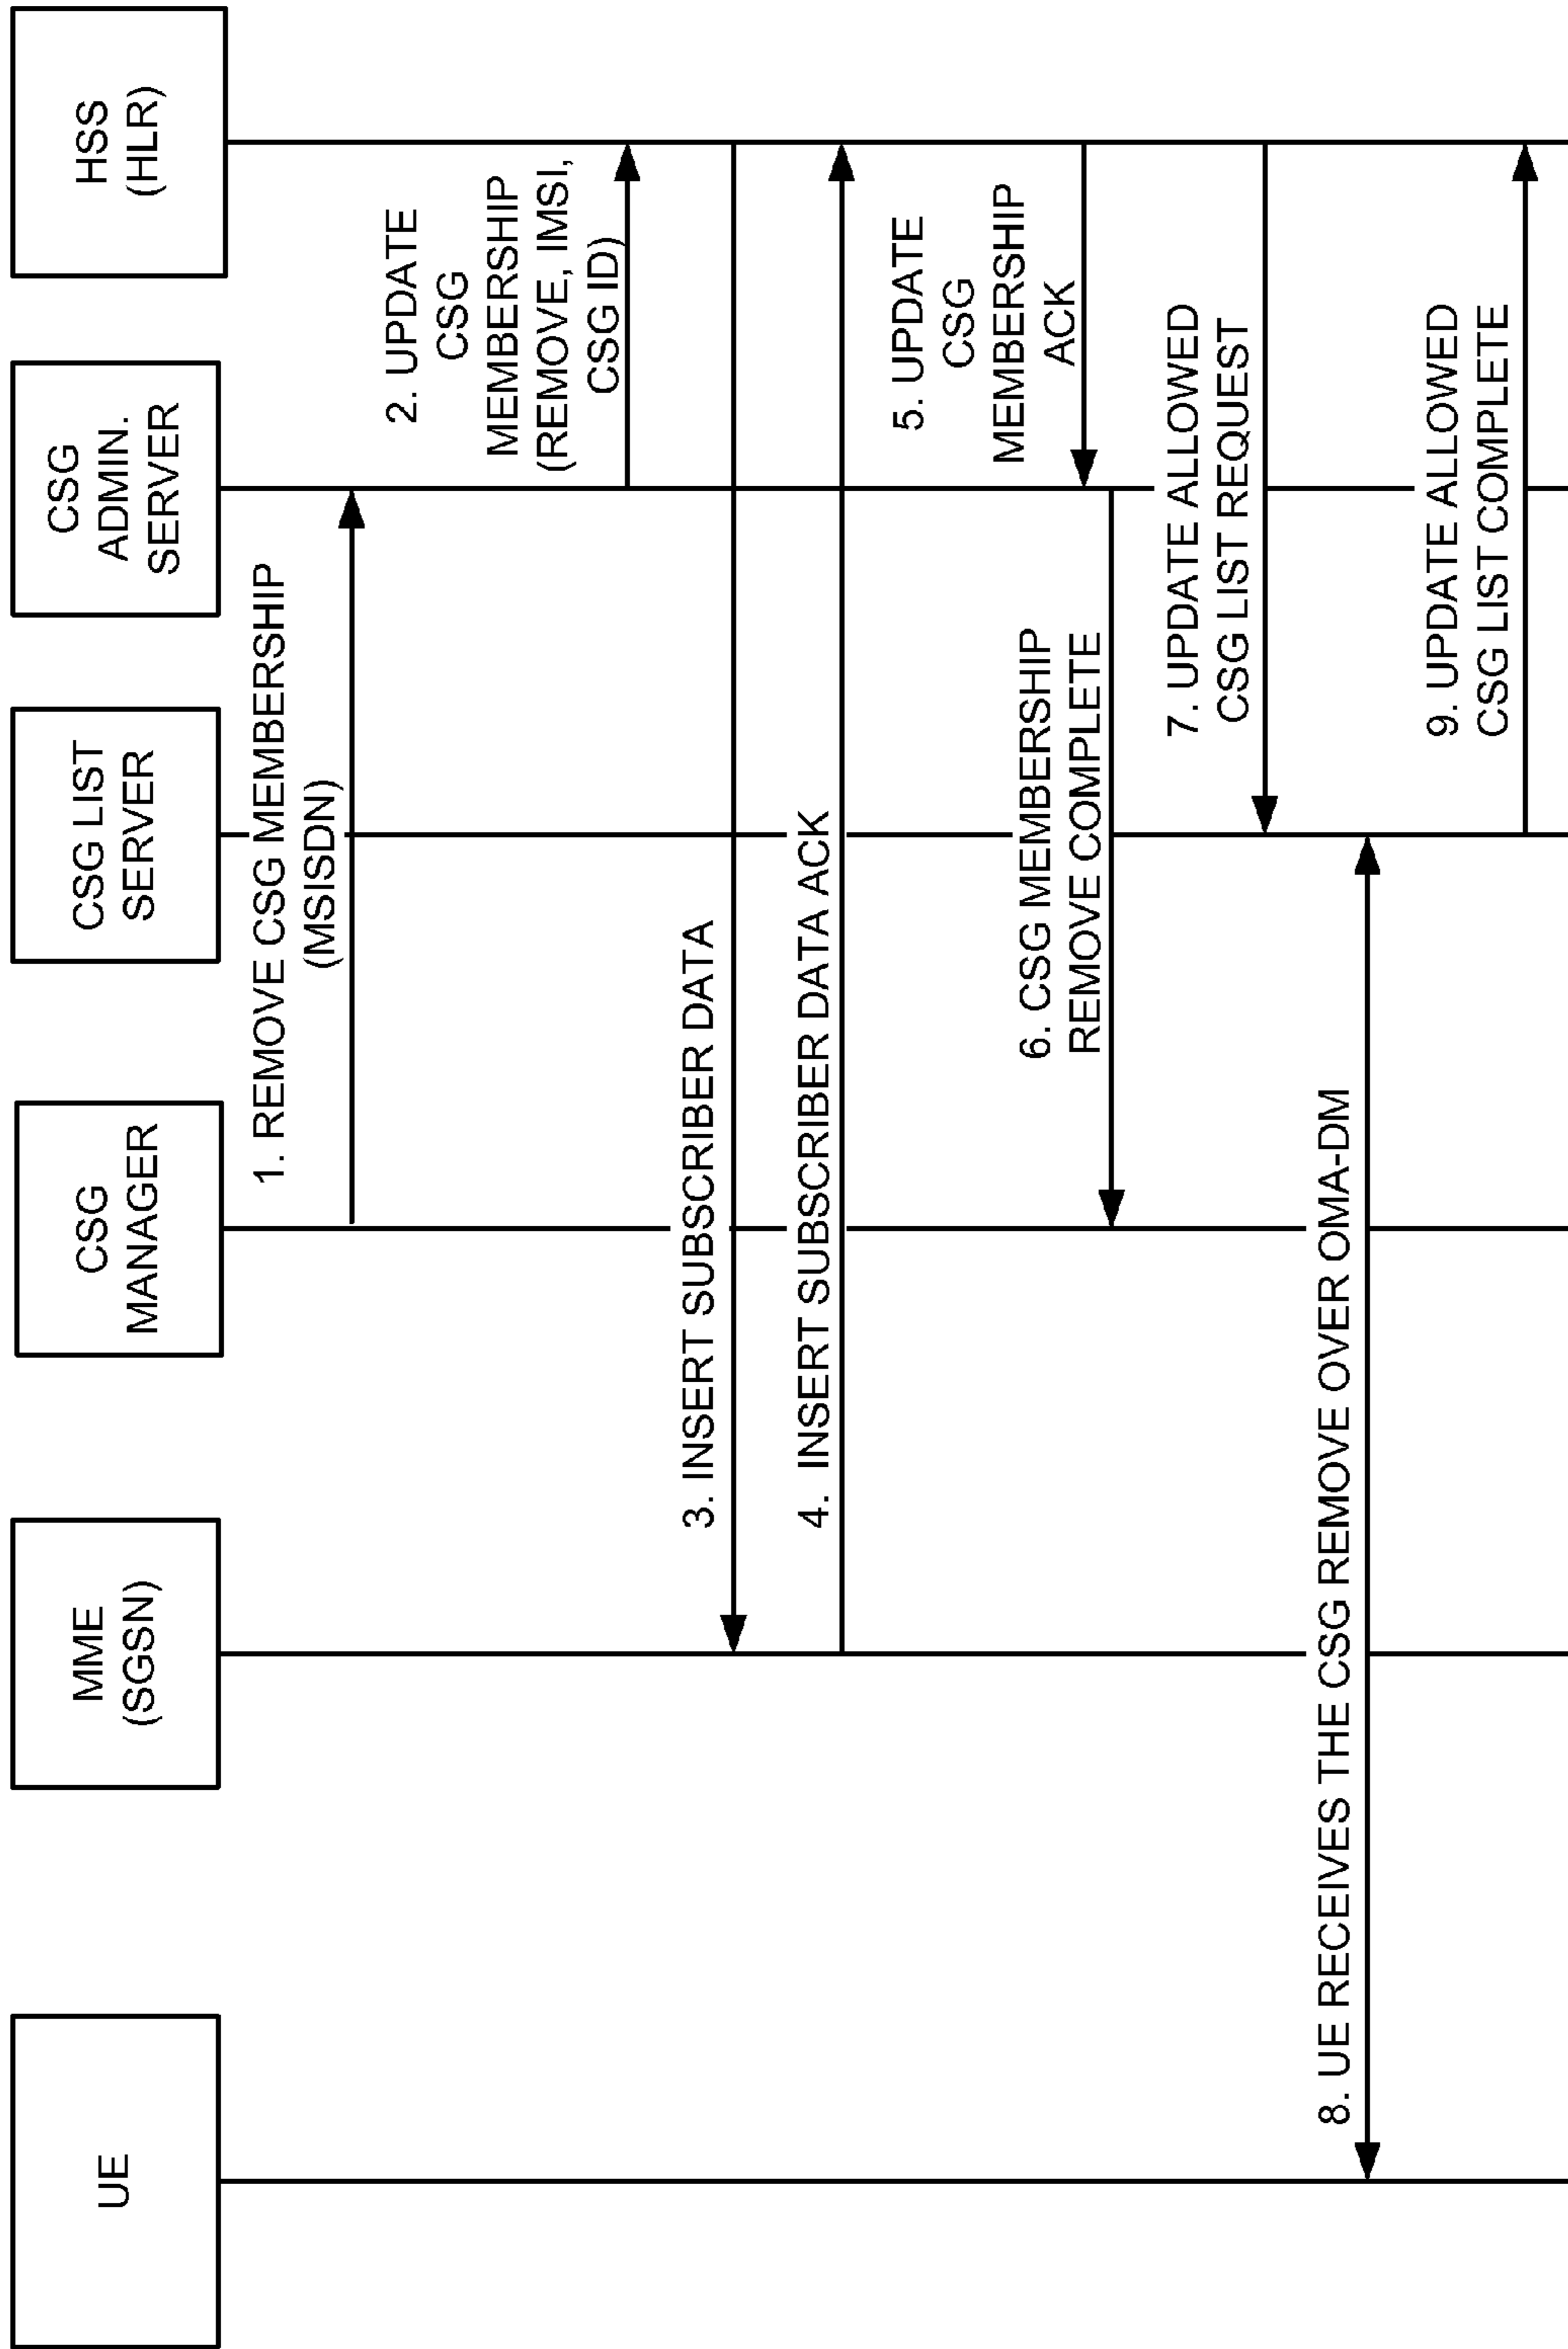 UE
MME
(SGSN)
CSG
MANAGER
CSG LIST
SERVER
CSG
ADMIN.
SERVER
HSS
(HLR)
1. REMOVE CSG MEMBERSHIP
(MSISDN)
2. UPDATE
CSG
MEMBERSHIP
(REMOVE, IMSI,
CSG ID)
3. INSERT SUBSCRIBER DATA
4. INSERT SUBSCRIBER DATA ACK
5. UPDATE
CSG
MEMBERSHIP
ACK
6. CSG MEMBERSHIP
REMOVE COMPLETE
7. UPDATE ALLOWED
CSG LIST REQUEST
8. UE RECEIVES THE CSG REMOVE OVER OMA-DM
9. UPDATE ALLOWED
CSG LIST COMPLETE